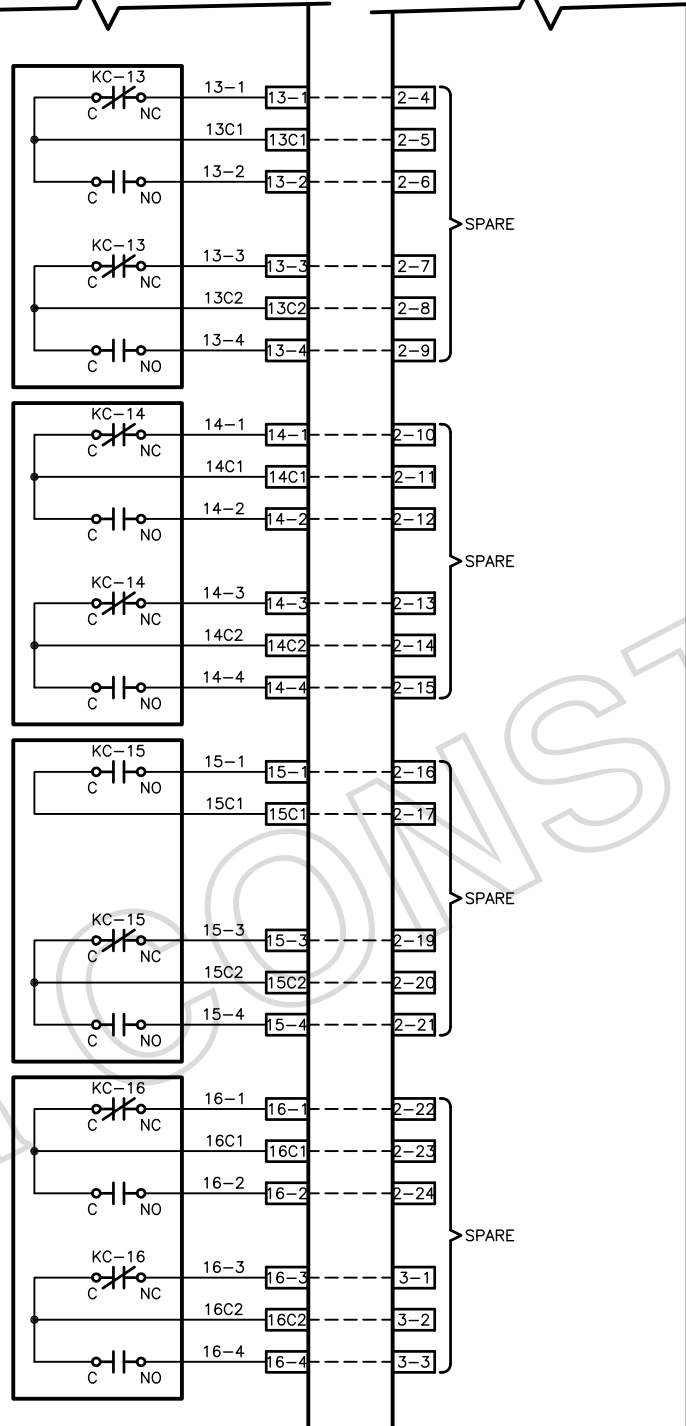 KC-13
C NC 13-1 13-1 2-4
13C1 13C1 2-5
C NO 13-2 13-2 2-6
SPARE
KC-13
C NC 13-3 13-3 2-7
13C2 13C2 2-8
C NO 13-4 13-4 2-9
KC-14
C NC 14-1 14-1 2-10
14C1 14C1 2-11
C NO 14-2 14-2 2-12
SPARE
KC-14
C NC 14-3 14-3 2-13
14C2 14C2 2-14
C NO 14-4 14-4 2-15
KC-15
C NO 15-1 15-1 2-16
15C1 15C1 2-17
SPARE
KC-15
C NC 15-3 15-3 2-19
15C2 15C2 2-20
C NO 15-4 15-4 2-21
KC-16
C NC 16-1 16-1 2-22
16C1 16C1 2-23
C NO 16-2 16-2 2-24
SPARE
KC-16
C NC 16-3 16-3 3-1
16C2 16C2 3-2
C NO 16-4 16-4 3-3
CONST